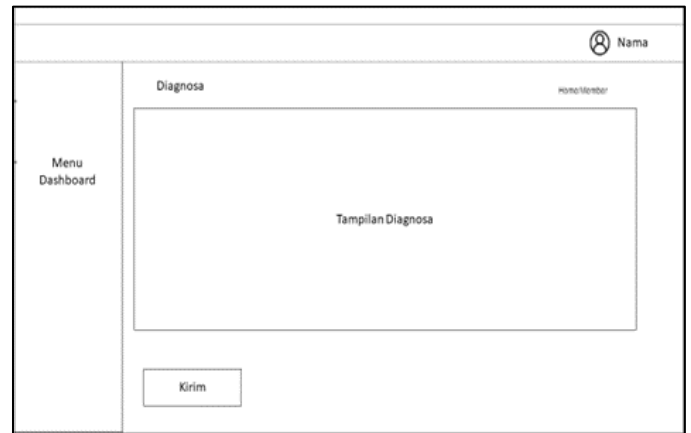 Nama
Diagnosa
Home/Member
Menu
Dashboard
Tampilan Diagnosa
Kirim